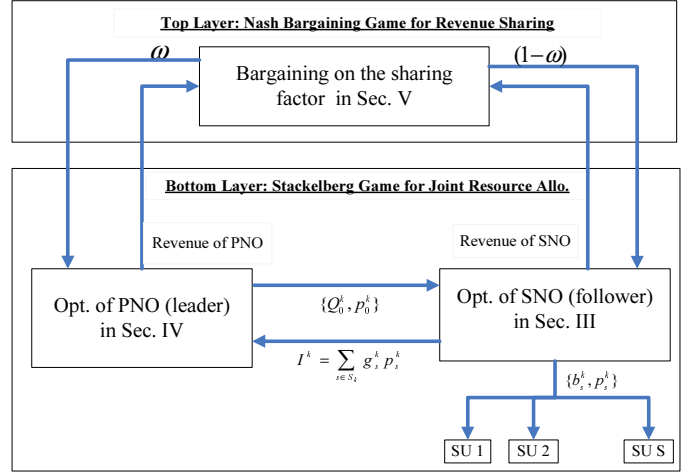 Top Layer: Nash Bargaining Game for Revenue Sharing
ω
(1−ω)
Bargaining on the sharing
factor in Sec. V
Bottom Layer: Stackelberg Game for Joint Resource Allo.
Revenue of PNO
Revenue of SNO
Opt. of PNO (leader)
in Sec. IV
{Q_0^k, p_0^k}
Opt. of SNO (follower)
in Sec. III
I^k = ∑_{s∈S_k} g_s^k p_s^k
{b_s^k, p_s^k}
SU 1
SU 2
SU S